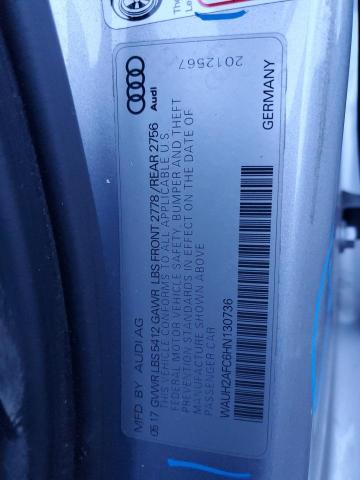 2012567
Audi
MFD BY AUDI AG
GERMANY
05 17 GVWR LBS 5412 GAWR LBS FRONT 2778/REAR 2756
THIS VEHICLE CONFORMS TO ALL APPLICABLE U.S.
FEDERAL MOTOR VEHICLE SAFETY, BUMPER AND THEFT
PREVENTION STANDARDS IN EFFECT ON THE DATE OF
MANUFACTURE SHOWN ABOVE
PASSENGER CAR
WAUH2AFC6HN130736